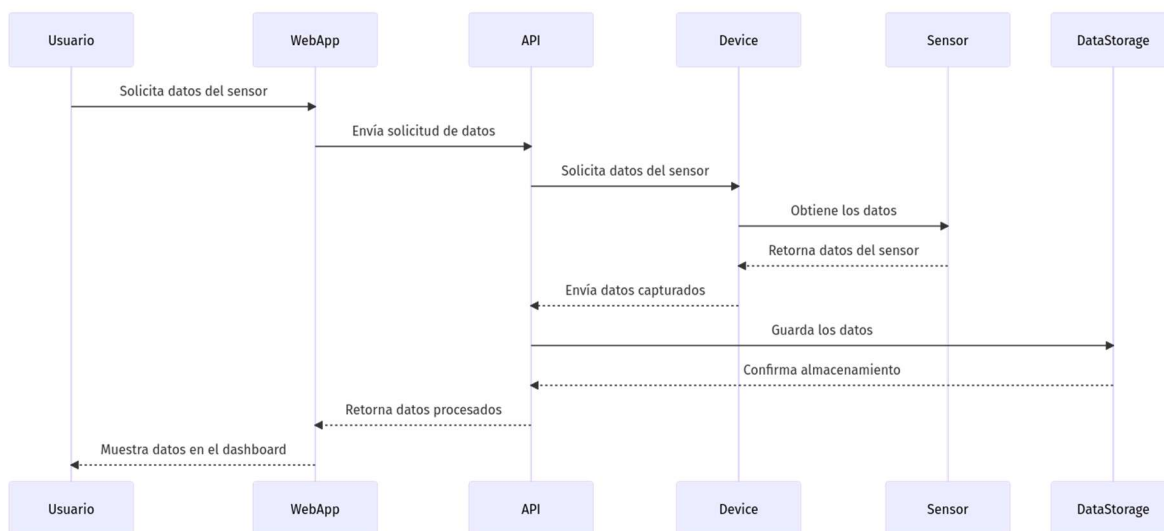 Usuario
WebApp
API
Device
Sensor
DataStorage
Solicita datos del sensor
Envía solicitud de datos
Solicita datos del sensor
Obtiene los datos
Retorna datos del sensor
Envía datos capturados
Guarda los datos
Confirma almacenamiento
Retorna datos procesados
Muestra datos en el dashboard
Usuario
WebApp
API
Device
Sensor
DataStorage